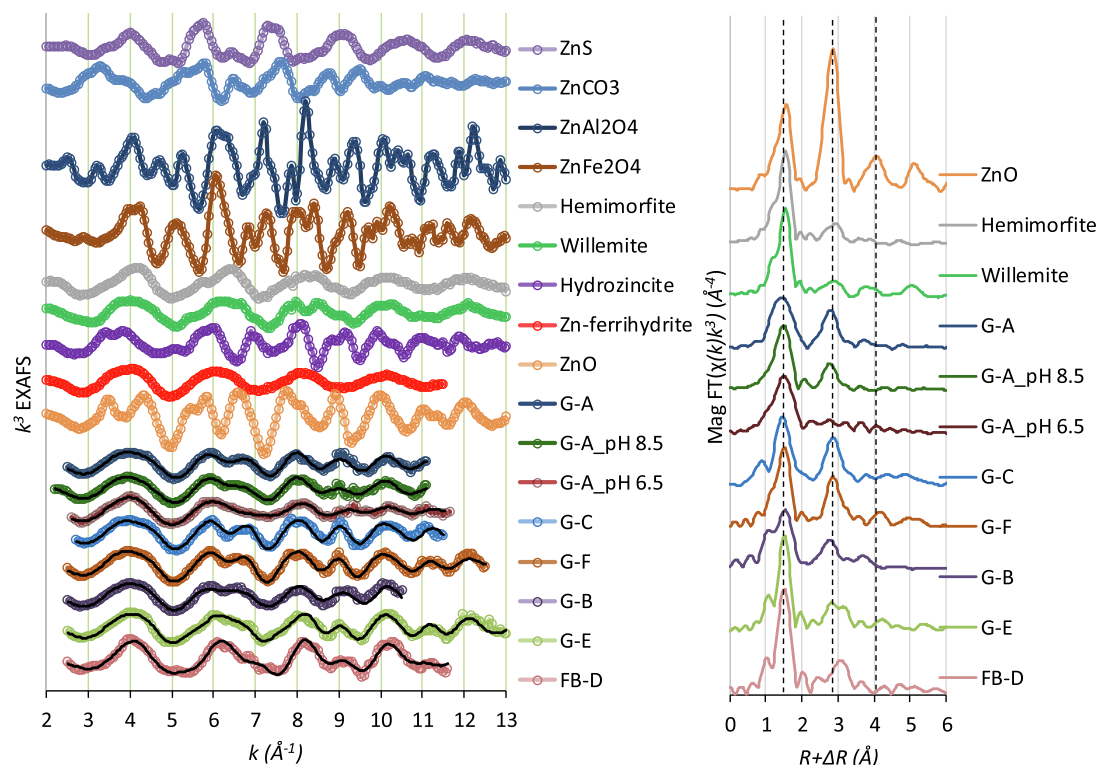 ZnS
ZnCO3
ZnAl2O4
ZnFe2O4
Hemimorfite
Willemite
Hydrozincite
Zn-ferrihydrite
ZnO
G-A
G-A_pH 8.5
G-A_pH 6.5
G-C
G-F
G-B
G-E
FB-D
k³ EXAFS
2 3 4 5 6 7 8 9 10 11 12 13
k (Å⁻¹)
ZnO
Hemimorfite
Willemite
G-A
G-A_pH 8.5
G-A_pH 6.5
G-C
G-F
G-B
G-E
FB-D
Mag FT(χ(k)k³) (Å⁻⁴)
0 1 2 3 4 5 6
R+ΔR (Å)